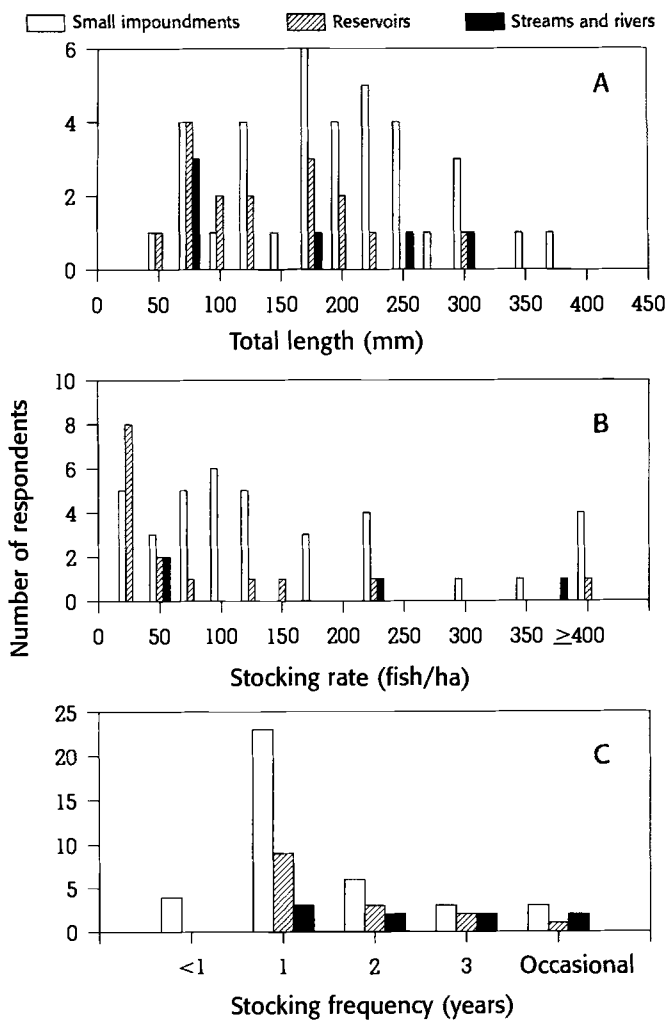 Small impoundments Reservoirs Streams and rivers
A
6
4
2
0
0 50 100 150 200 250 300 350 400 450
Total length (mm)
Number of respondents
B
10
8
6
4
2
0
0 50 100 150 200 250 300 350 ≥400
Stocking rate (fish/ha)
C
25
20
15
10
5
0
<1 1 2 3 Occasional
Stocking frequency (years)